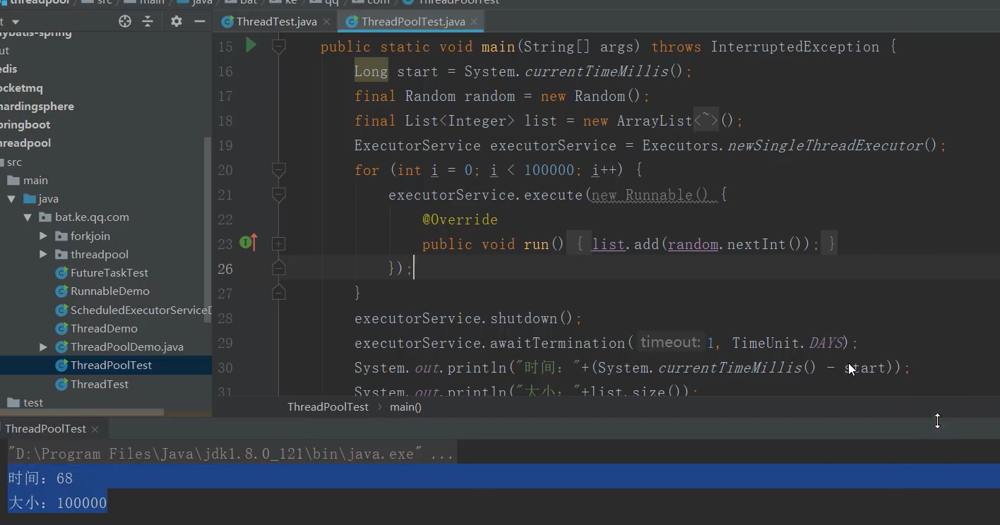 threadpool src main java bat ke qq com ThreadPoolTest
t
ThreadTest.java ThreadPoolTest.java
ybatis-spring
ut
edis
ocketmq
hardingsphere
pringboot
hreadpool
src
main
java
bat.ke.qq.com
forkjoin
threadpool
FutureTaskTest
RunnableDemo
ScheduledExecutorService
ThreadDemo
ThreadPoolDemo.java
ThreadPoolTest
ThreadTest
test
15 public static void main(String[] args) throws InterruptedException {
16 Long start = System.currentTimeMillis();
17 final Random random = new Random();
18 final List<Integer> list = new ArrayList<~>();
19 ExecutorService executorService = Executors.newSingleThreadExecutor();
20 for (int i = 0; i < 100000; i++) {
21 executorService.execute(new Runnable() {
22 @Override
23 public void run() { list.add(random.nextInt()); }
26 });
27 }
28 executorService.shutdown();
29 executorService.awaitTermination( timeout: 1, TimeUnit.DAYS);
30 System.out.println("时间："+(System.currentTimeMillis() - start));
31 System.out.println("大小："+list.size());
ThreadPoolTest › main()
ThreadPoolTest
"D:\Program Files\Java\jdk1.8.0_121\bin\java.exe" ...
时间：68
大小：100000